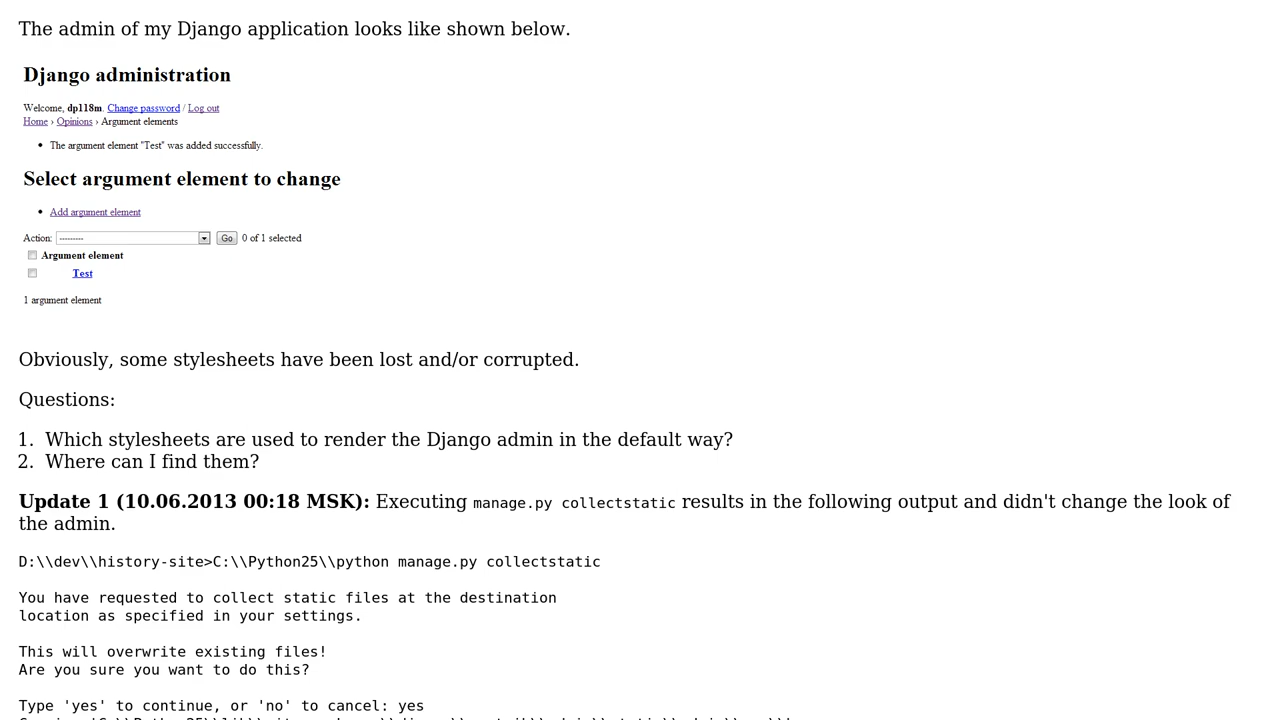 The admin of my Django application looks like shown below.
Django administration
Welcome, dp118m. Change password / Log out
Home › Opinions › Argument elements
• The argument element "Test" was added successfully.
Select argument element to change
• Add argument element
Action: --------- Go 0 of 1 selected
Argument element
Test
1 argument element
Obviously, some stylesheets have been lost and/or corrupted.
Questions:
1. Which stylesheets are used to render the Django admin in the default way?
2. Where can I find them?
Update 1 (10.06.2013 00:18 MSK): Executing manage.py collectstatic results in the following output and didn't change the look of
the admin.
D:\\dev\\history-site>C:\\Python25\\python manage.py collectstatic
You have requested to collect static files at the destination
location as specified in your settings.
This will overwrite existing files!
Are you sure you want to do this?
Type 'yes' to continue, or 'no' to cancel: yes